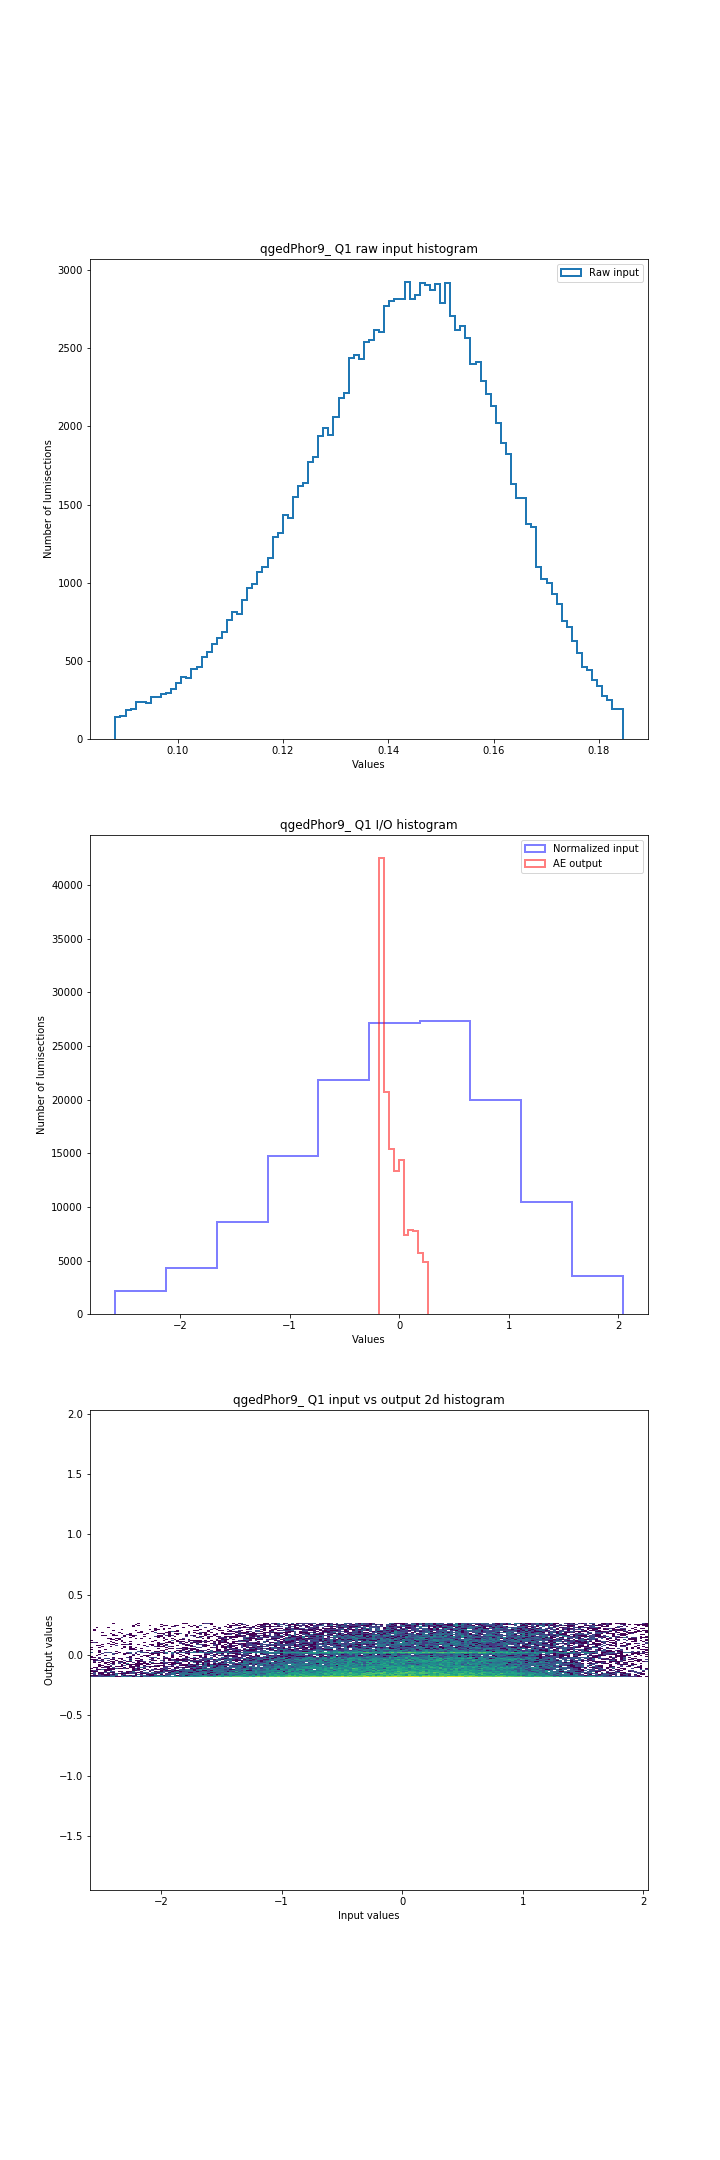 qgedPhor9_ Q1 raw input histogram
Raw input
3000
2500
2000
1500
1000
500
0
Number of lumisections
0.10 0.12 0.14 0.16 0.18
Values
qgedPhor9_ Q1 I/O histogram
Normalized input
AE output
40000
35000
30000
25000
20000
15000
10000
5000
0
Number of lumisections
−2 −1 0 1 2
Values
qgedPhor9_ Q1 input vs output 2d histogram
2.0
1.5
1.0
0.5
0.0
−0.5
−1.0
−1.5
Output values
−2 −1 0 1 2
Input values